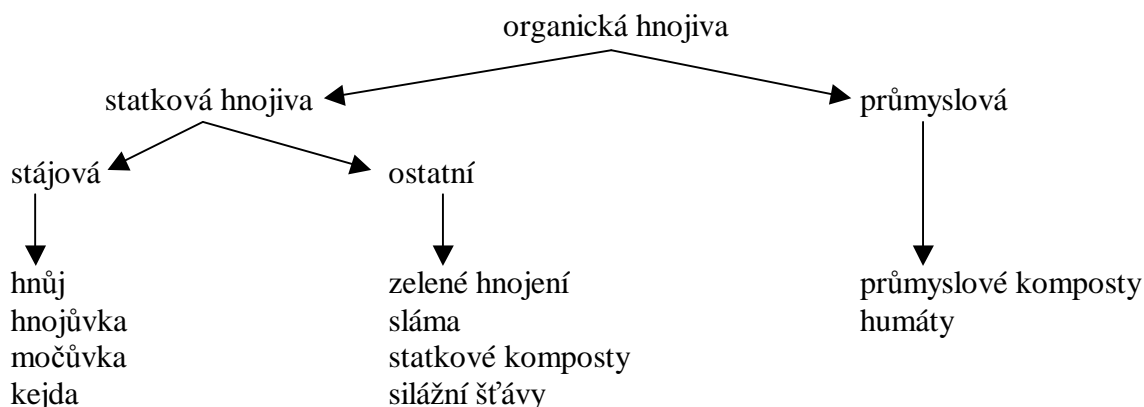 organická hnojiva
statková hnojiva průmyslová
stájová ostatní
hnůj zelené hnojení průmyslové komposty
hnojůvka sláma humáty
močůvka statkové komposty
kejda silážní šťávy